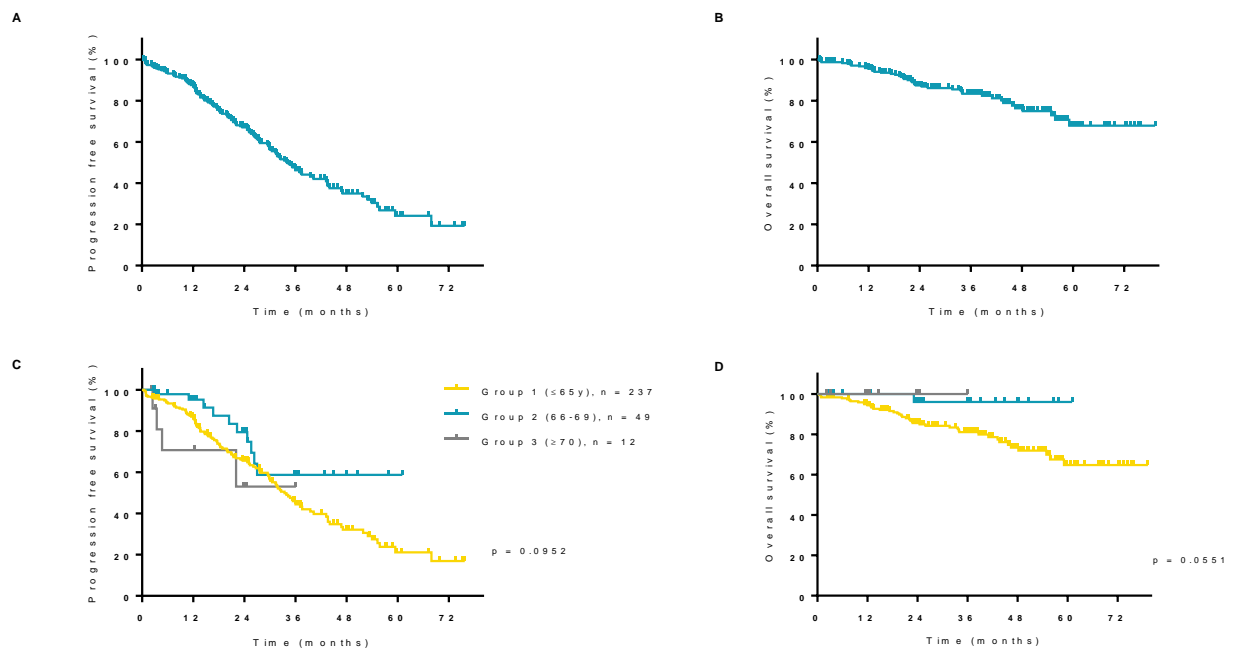 A
Progression free survival (%)
100
80
60
40
20
0
0 12 24 36 48 60 72
Time (months)
B
Overall survival (%)
100
80
60
40
20
0
0 12 24 36 48 60 72
Time (months)
C
Progression free survival (%)
100
80
60
40
20
0
0 12 24 36 48 60 72
Time (months)
Group 1 (≤65y), n = 237
Group 2 (66-69), n = 49
Group 3 (≥70), n = 12
p = 0.0952
D
Overall survival (%)
100
80
60
40
20
0
0 12 24 36 48 60 72
Time (months)
p = 0.0551